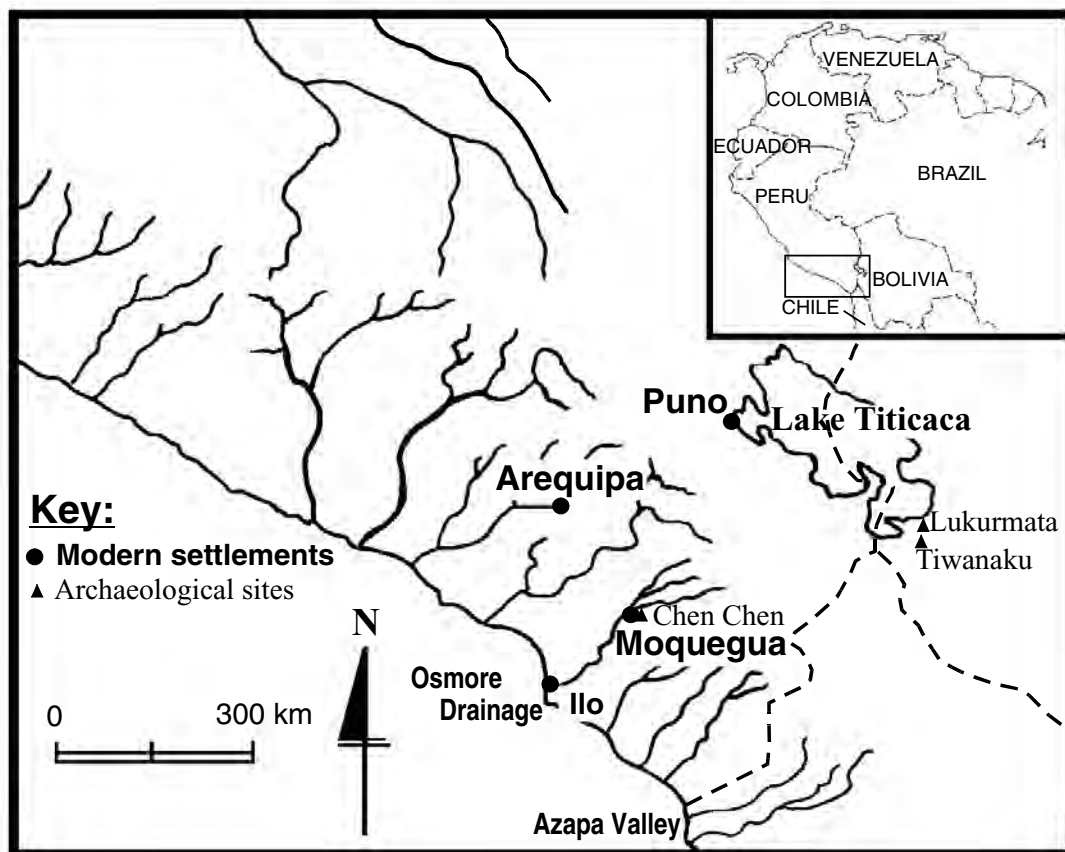 VENEZUELA
COLOMBIA
ECUADOR
BRAZIL
PERU
BOLIVIA
CHILE
Puno
Lake Titicaca
Arequipa
Key:
Modern settlements
Archaeological sites
Lukurmata
Tiwanaku
N
Chen Chen
Moquegua
Osmore
Drainage
Ilo
0 300 km
Azapa Valley